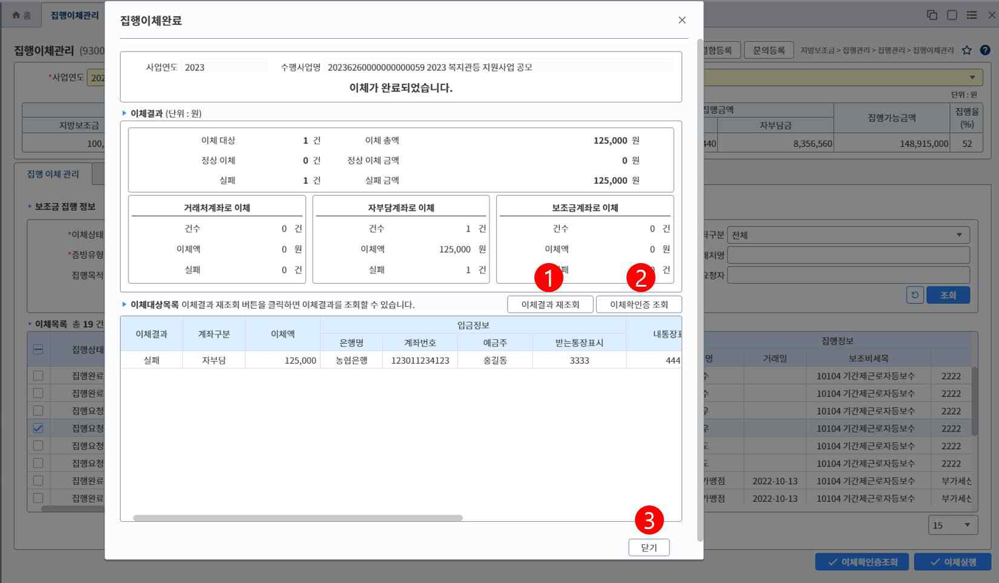 홈
집행이체관리
집행이체관리 (9300
결함등록
문의등록
지방보조금 > 집행관리 > 집행관리 > 집행이체관리
*사업연도 202
단위 : 원
집행금액
집행가능금액
집행율
(%)
지방보조금
자부담금
100,
440
8,356,560
148,915,000
52
집행 이체 관리
보조금 집행 정보
*이체상태
*증빙유형
집행목적
좌구분 전체
래처명
요청자
조회
이체목록 총 19 건
집행상태
집행완료
집행완료
집행요청
집행요청
집행요청
집행요청
집행완료
집행완료
집행이체완료
사업연도 2023 수행사업명 20236260000000000059 2023 복지관등 지원사업 공모
이체가 완료되었습니다.
이체결과 (단위 : 원)
이체 대상 1 건 이체 총액 125,000 원
정상 이체 0 건 정상 이체 금액 0 원
실패 1 건 실패 금액 125,000 원
거래처계좌로 이체
건수 0 건
이체액 0 원
실패 0 건
자부담계좌로 이체
건수 1 건
이체액 125,000 원
실패 1 건
보조금계좌로 이체
건수 0 건
이체액 0 원
패 건
1
2
이체대상목록 이체결과 재조회 버튼을 클릭하면 이체결과를 조회할 수 있습니다.
이체결과 재조회
이체확인증 조회
이체결과 계좌구분 이체액 입금정보 내통장표
은행명 계좌번호 예금주 받는통장표시
실패 자부담 125,000 농협은행 123011234123 홍길동 3333 444
3
닫기
집행정보
명 거래일 보조비세목
수 10104 기간제근로자등보수 2222
수 10104 기간제근로자등보수 2222
우 10104 기간제근로자등보수 2222
우 10104 기간제근로자등보수 2222
도 10104 기간제근로자등보수 2222
도 10104 기간제근로자등보수 2222
가맹점 2022-10-13 10104 기간제근로자등보수 부가세신
가맹점 2022-10-13 10104 기간제근로자등보수 부가세신
15
이체확인증조회
이체실행